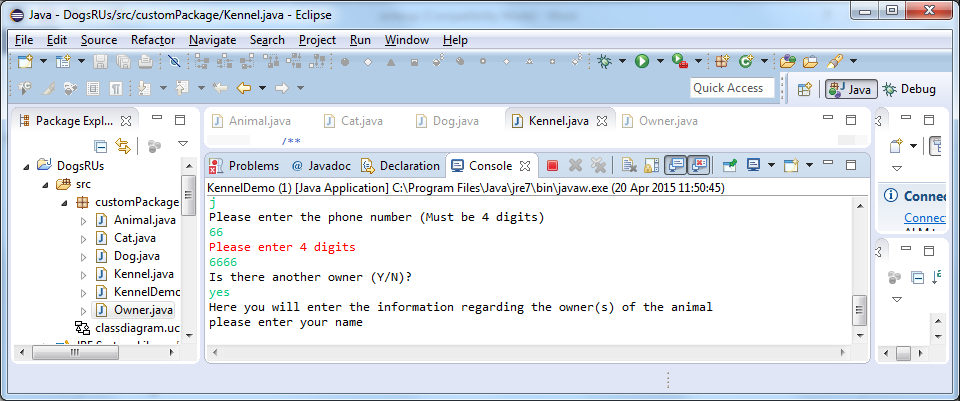 Java - DogsRUs/src/customPackage/Kennel.java - Eclipse
File Edit Source Refactor Navigate Search Project Run Window Help
Quick Access Java Debug
Package Expl...
Animal.java Cat.java Dog.java Kennel.java Owner.java
/**
DogsRUs
src
customPackage
Animal.java
Cat.java
Dog.java
Kennel.java
KennelDemo
Owner.java
classdiagram.uc
Problems @ Javadoc Declaration Console
KennelDemo (1) [Java Application] C:\Program Files\Java\jre7\bin\javaw.exe (20 Apr 2015 11:50:45)
j
Please enter the phone number (Must be 4 digits)
66
Please enter 4 digits
6666
Is there another owner (Y/N)?
yes
Here you will enter the information regarding the owner(s) of the animal
please enter your name
Connec
Connect